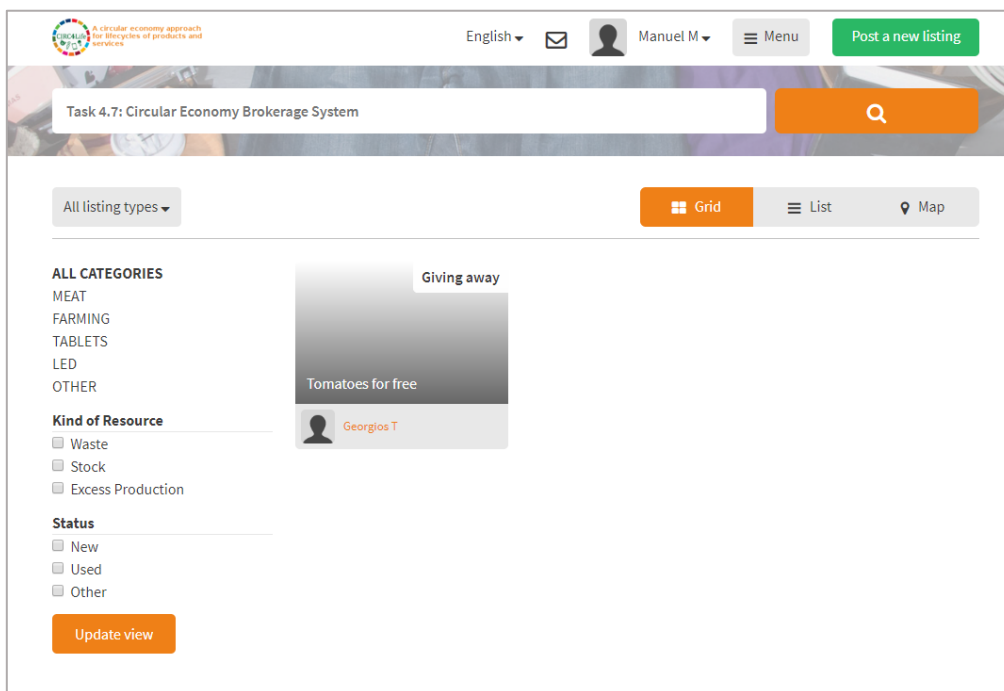 CIRC4Life
A circular economy approach
for lifecycles of products and
services
English
Manuel M
Menu
Post a new listing
Task 4.7: Circular Economy Brokerage System
All listing types
Grid
List
Map
ALL CATEGORIES
MEAT
FARMING
TABLETS
LED
OTHER
Kind of Resource
Waste
Stock
Excess Production
Status
New
Used
Other
Update view
Giving away
Tomatoes for free
Georgios T